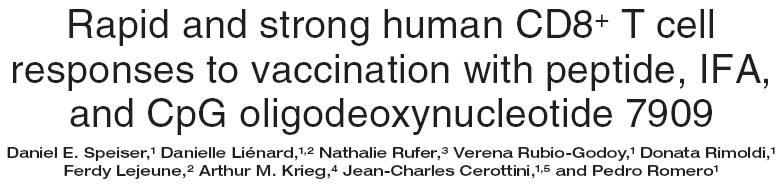 Rapid and strong human CD8+ T cell
responses to vaccination with peptide, IFA,
and CpG oligodeoxynucleotide 7909
Daniel E. Speiser,1 Danielle Liénard,1,2 Nathalie Rufer,3 Verena Rubio-Godoy,1 Donata Rimoldi,1
Ferdy Lejeune,2 Arthur M. Krieg,4 Jean-Charles Cerottini,1,5 and Pedro Romero1